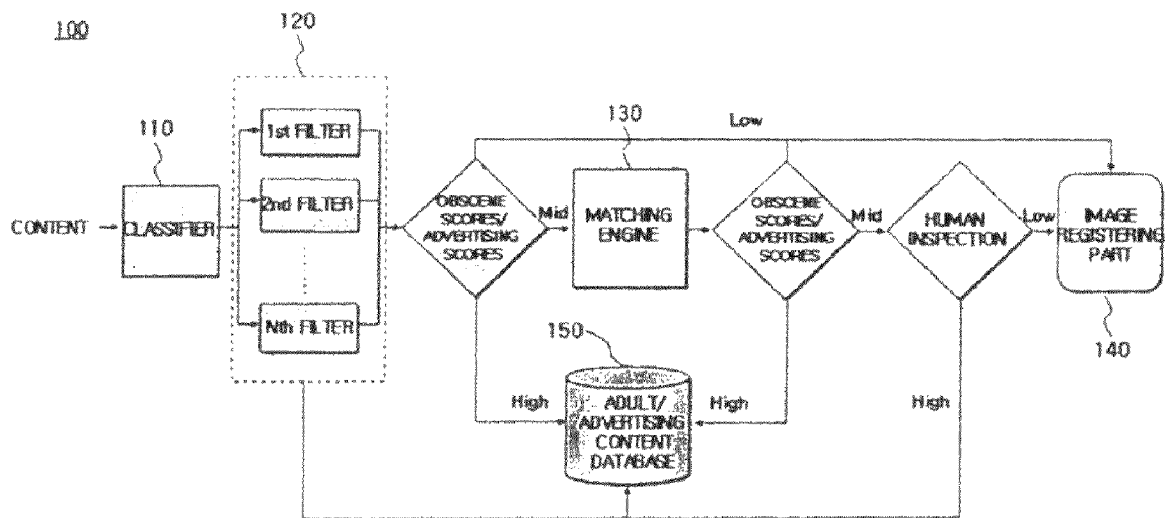 100
120
110
130
1st FILTER
Low
2nd FILTER
OBSCENE
SCORES/
ADVERTISING
SCORES
Mid
MATCHING
ENGINE
OBSCENE
SCORES/
ADVERTISING
SCORES
Mid
HUMAN
INSPECTION
Low
IMAGE
REGISTERING
PART
CONTENT
CLASSIFIER
Nth FILTER
150
140
High
ADULT/
ADVERTISING
CONTENT
DATABASE
High
High